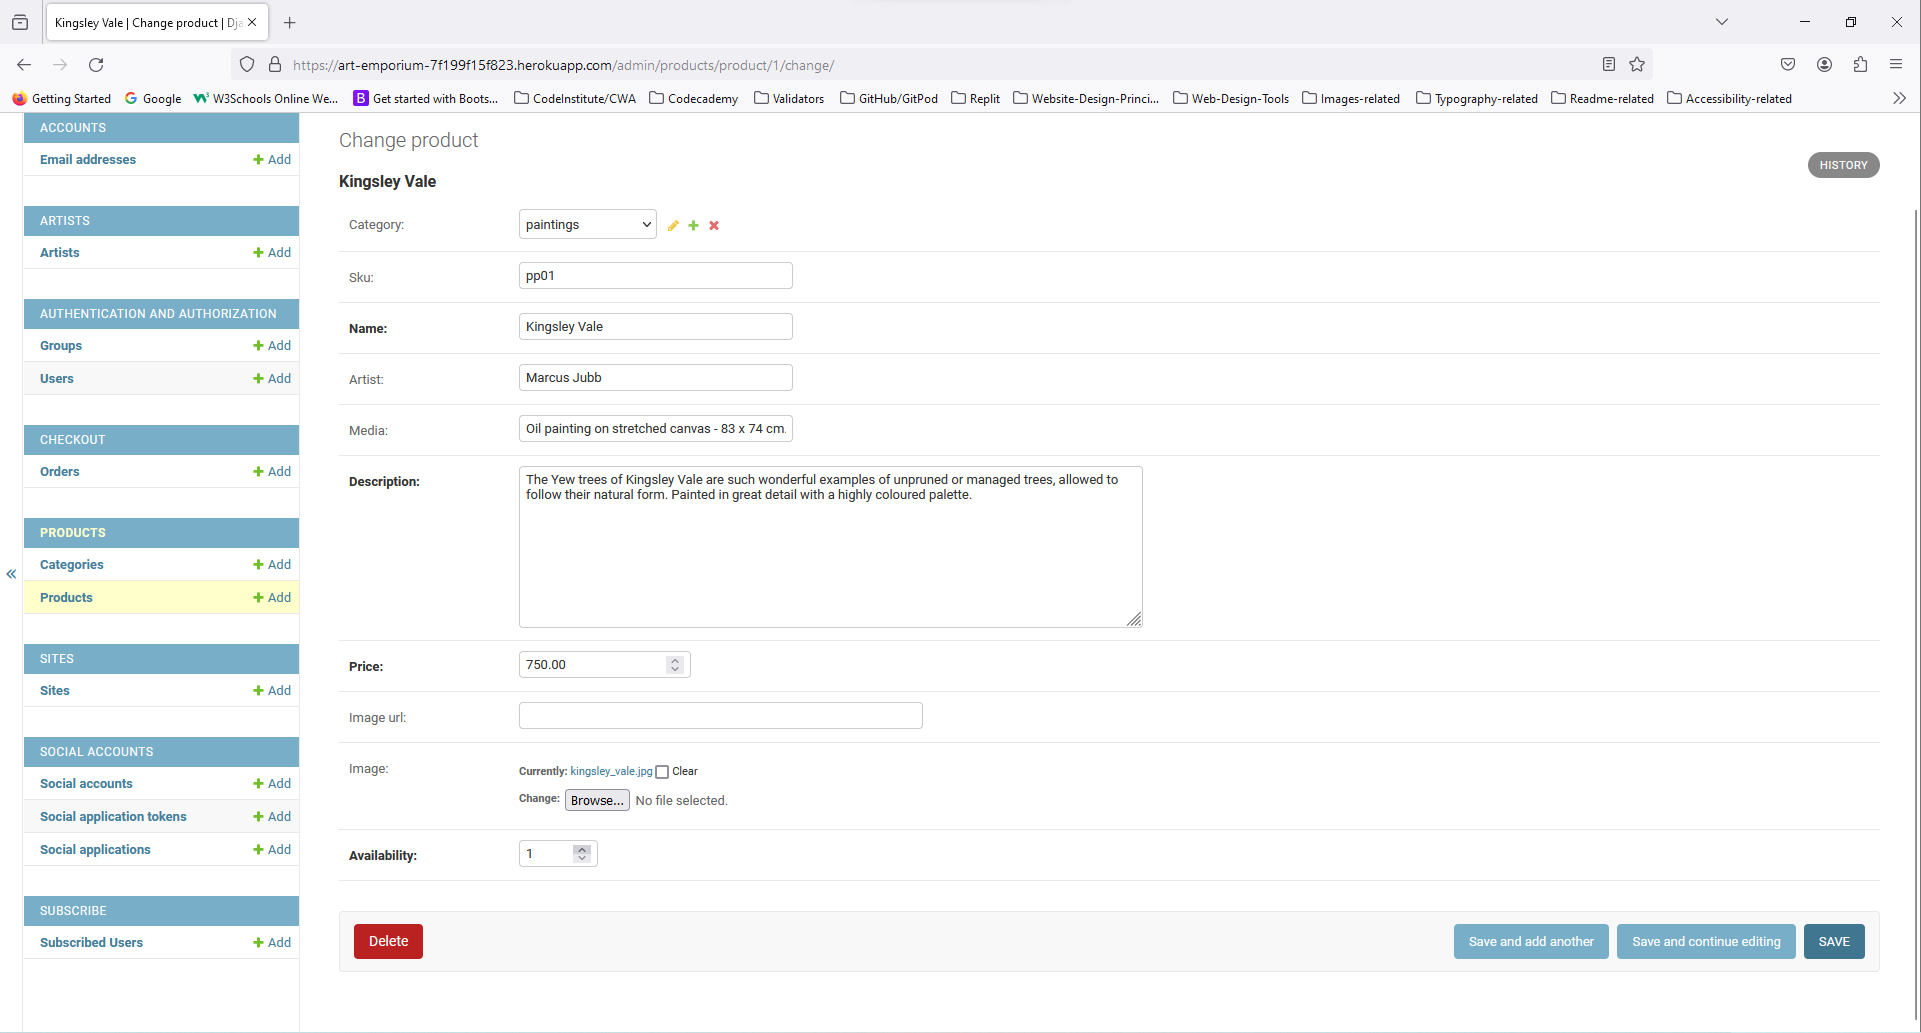 Kingsley Vale | Change product | Dja
https://art-emporium-7f199f15f823.herokuapp.com/admin/products/product/1/change/
Getting Started
Google
W3Schools Online We...
Get started with Boots...
CodeInstitute/CWA
Codecademy
Validators
GitHub/GitPod
Replit
Website-Design-Princi...
Web-Design-Tools
Images-related
Typography-related
Readme-related
Accessibility-related
ACCOUNTS
Email addresses
Add
ARTISTS
Artists
Add
AUTHENTICATION AND AUTHORIZATION
Groups
Add
Users
Add
CHECKOUT
Orders
Add
PRODUCTS
Categories
Add
Products
Add
SITES
Sites
Add
SOCIAL ACCOUNTS
Social accounts
Add
Social application tokens
Add
Social applications
Add
SUBSCRIBE
Subscribed Users
Add
Change product
HISTORY
Kingsley Vale
Category:
paintings
Sku:
pp01
Name:
Kingsley Vale
Artist:
Marcus Jubb
Media:
Oil painting on stretched canvas - 83 x 74 cm.
Description:
The Yew trees of Kingsley Vale are such wonderful examples of unpruned or managed trees, allowed to
follow their natural form. Painted in great detail with a highly coloured palette.
Price:
750.00
Image url:
Image:
Currently: kingsley_vale.jpg Clear
Change: Browse... No file selected.
Availability:
1
Delete
Save and add another
Save and continue editing
SAVE